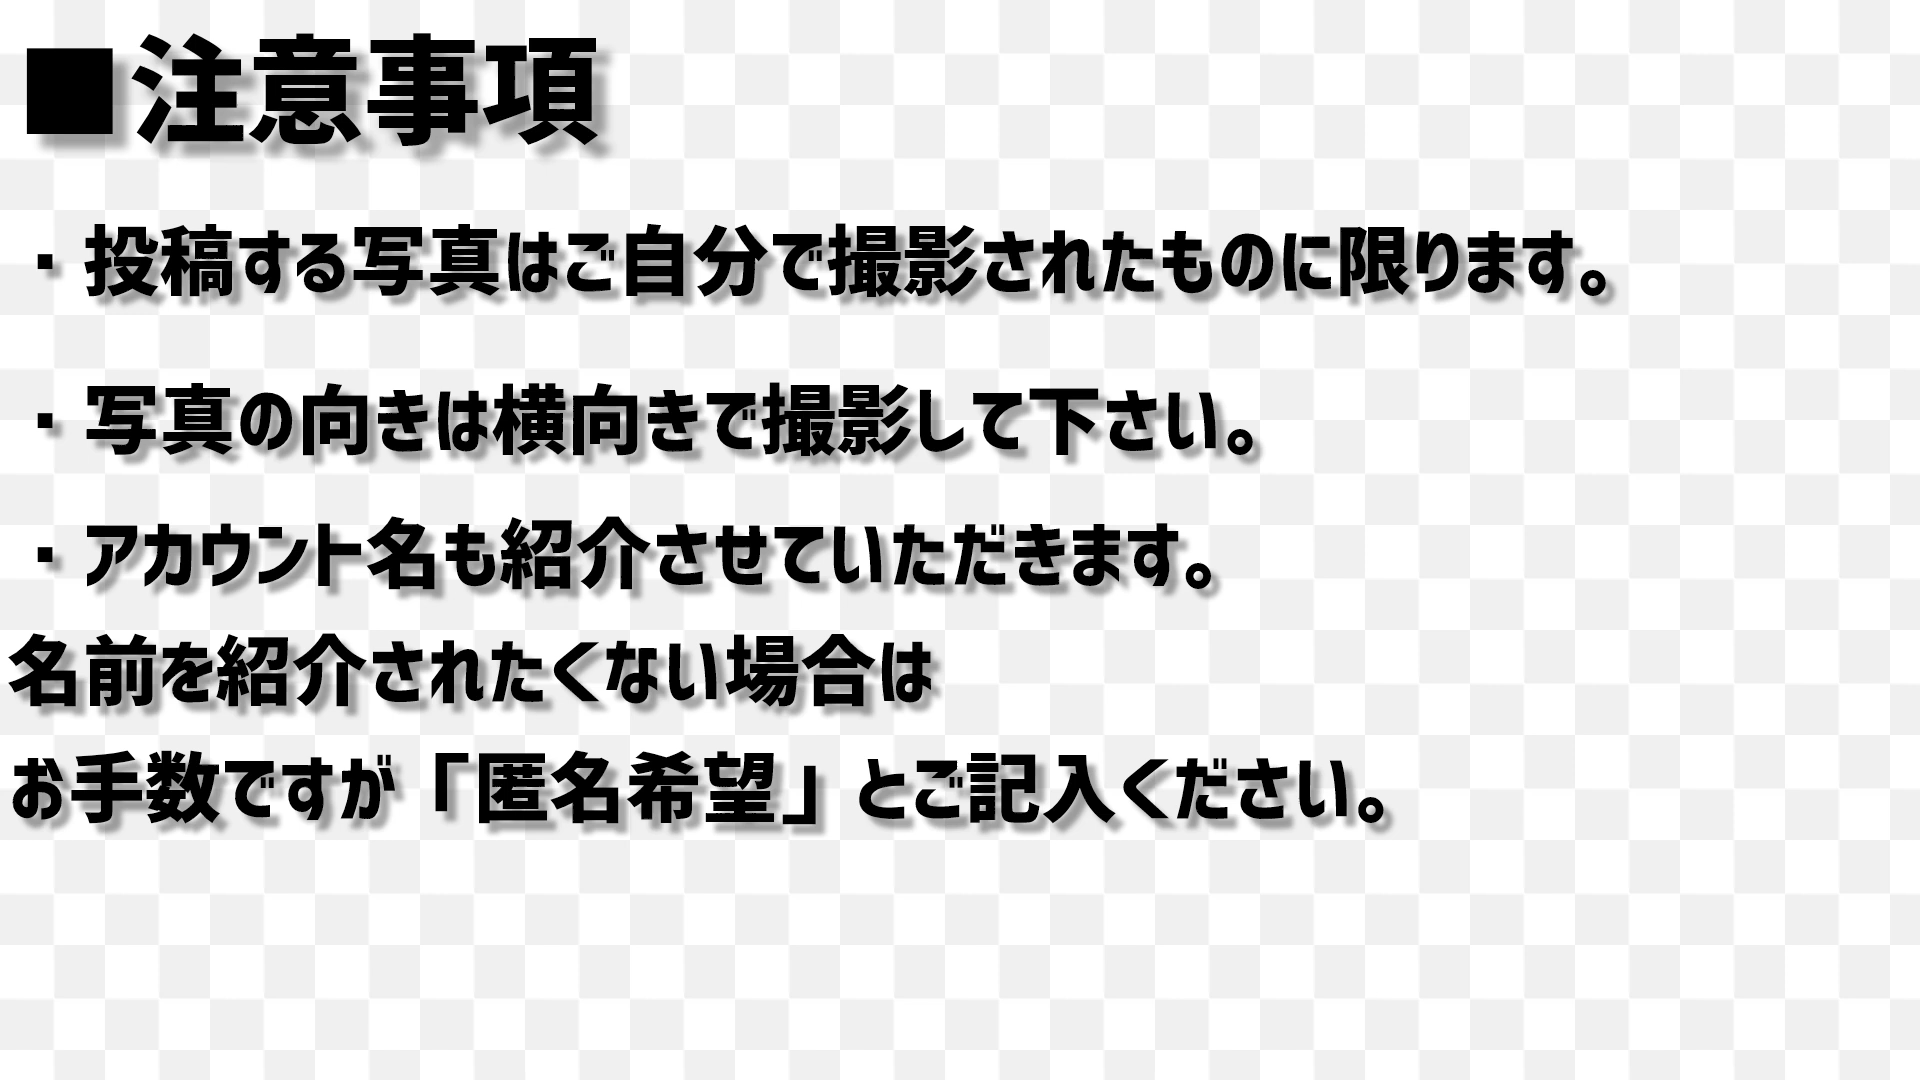 ■注意事項
・投稿する写真はご自分で撮影されたものに限ります。
・写真の向きは横向きで撮影して下さい。
・アカウント名も紹介させていただきます。
名前を紹介されたくない場合は
お手数ですが「匿名希望」とご記入ください。